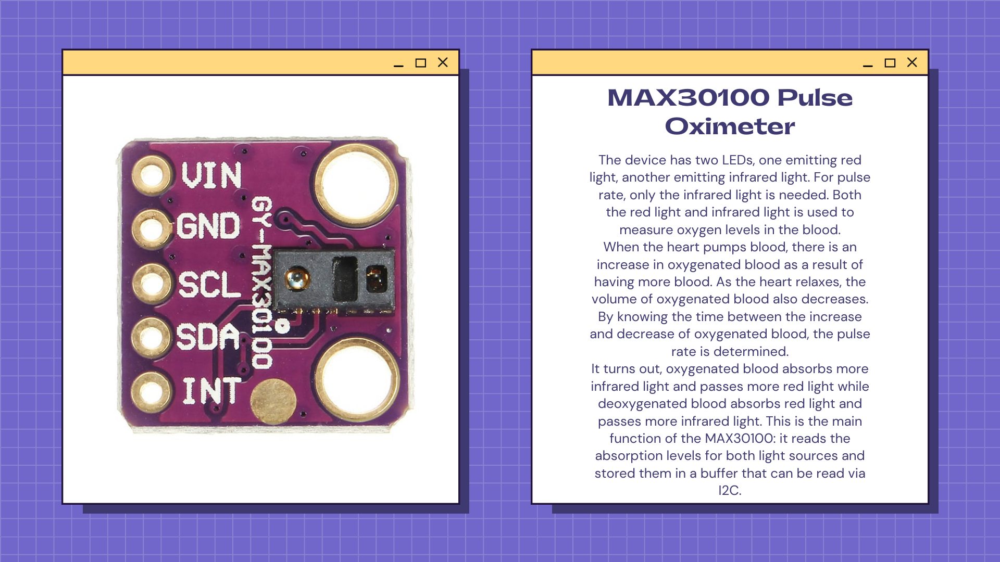 VIN
GND
SCL
SDA
INT
GY-MAX30100
MAX30100 Pulse
Oximeter
The device has two LEDs, one emitting red
light, another emitting infrared light. For pulse
rate, only the infrared light is needed. Both
the red light and infrared light is used to
measure oxygen levels in the blood.
When the heart pumps blood, there is an
increase in oxygenated blood as a result of
having more blood. As the heart relaxes, the
volume of oxygenated blood also decreases.
By knowing the time between the increase
and decrease of oxygenated blood, the pulse
rate is determined.
It turns out, oxygenated blood absorbs more
infrared light and passes more red light while
deoxygenated blood absorbs red light and
passes more infrared light. This is the main
function of the MAX30100: it reads the
absorption levels for both light sources and
stored them in a buffer that can be read via
I2C.